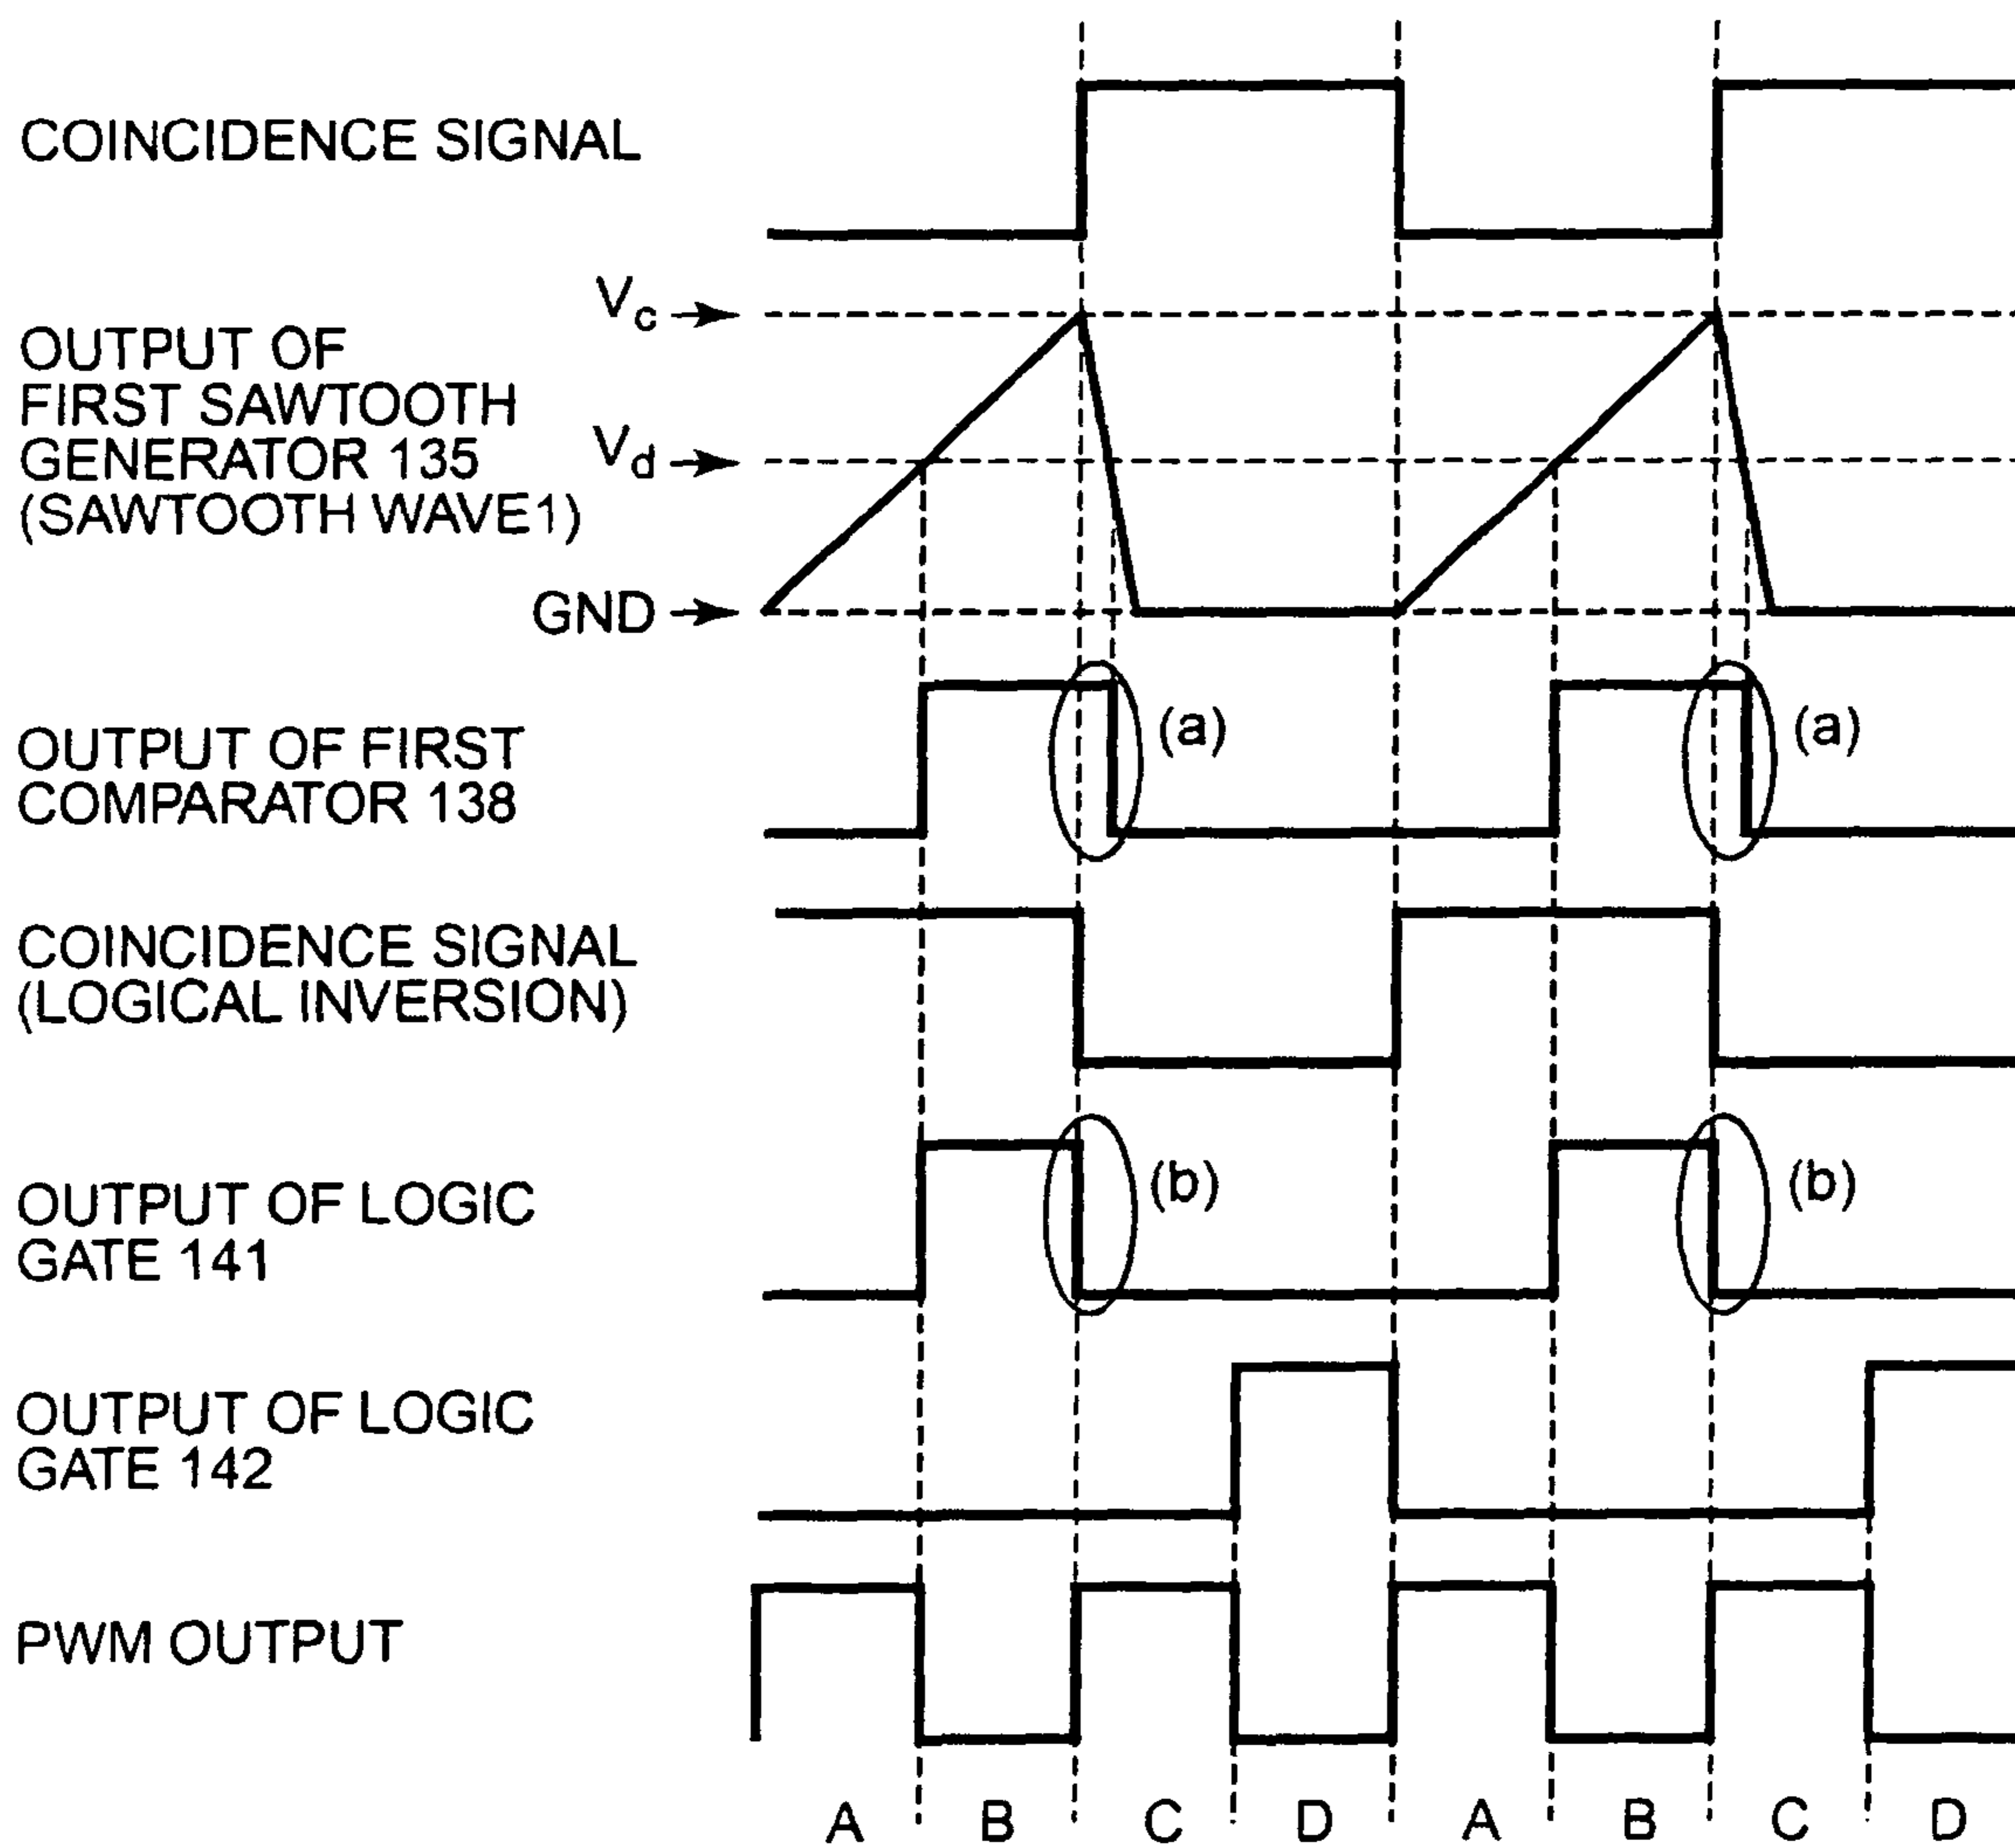 COINCIDENCE SIGNAL
Vc
OUTPUT OF
FIRST SAWTOOTH
GENERATOR 135
(SAWTOOTH WAVE1)
Vd
GND
OUTPUT OF FIRST
COMPARATOR 138
(a)
(a)
COINCIDENCE SIGNAL
(LOGICAL INVERSION)
OUTPUT OF LOGIC
GATE 141
(b)
(b)
OUTPUT OF LOGIC
GATE 142
PWM OUTPUT
A B C D A B C D